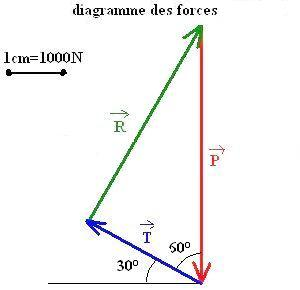 diagramme des forces
1cm=1000N
R
P
T
60°
30°